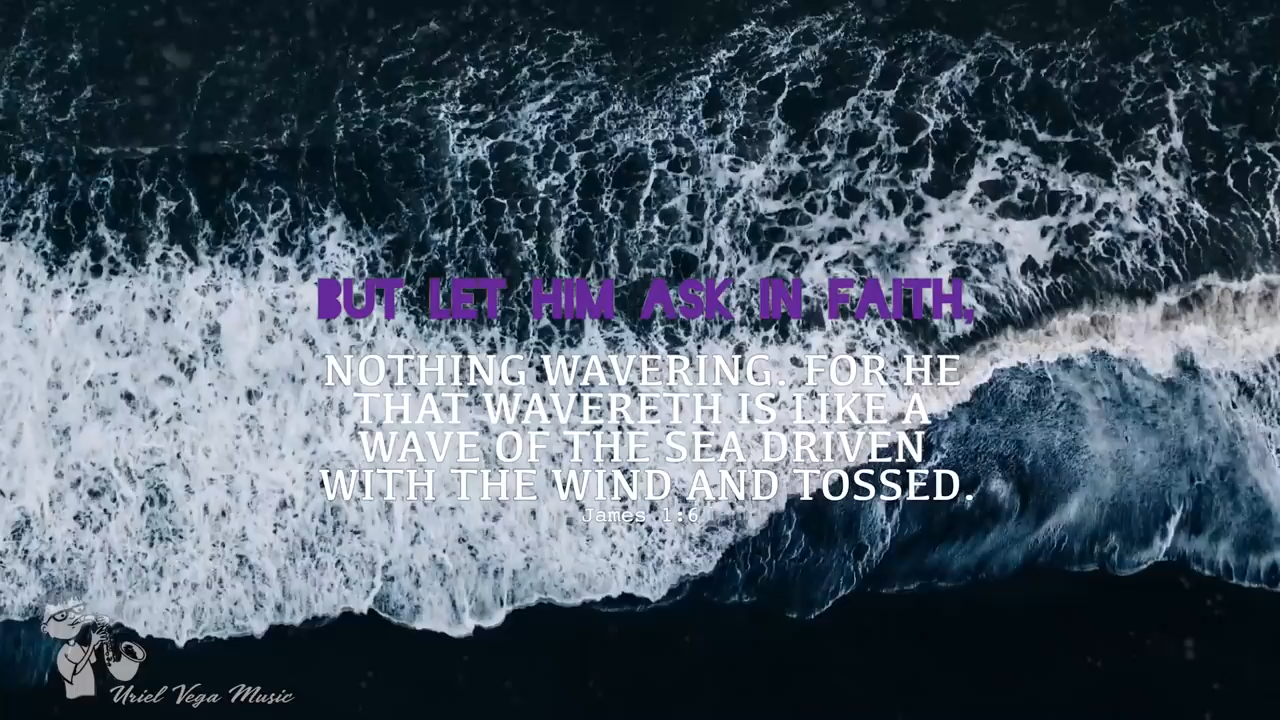 BUT LET HIM ASK IN FAITH,
NOTHING WAVERING. FOR HE
THAT WAVERETH IS LIKE A
WAVE OF THE SEA DRIVEN
WITH THE WIND AND TOSSED.
James 1:6
Uriel Vega Music